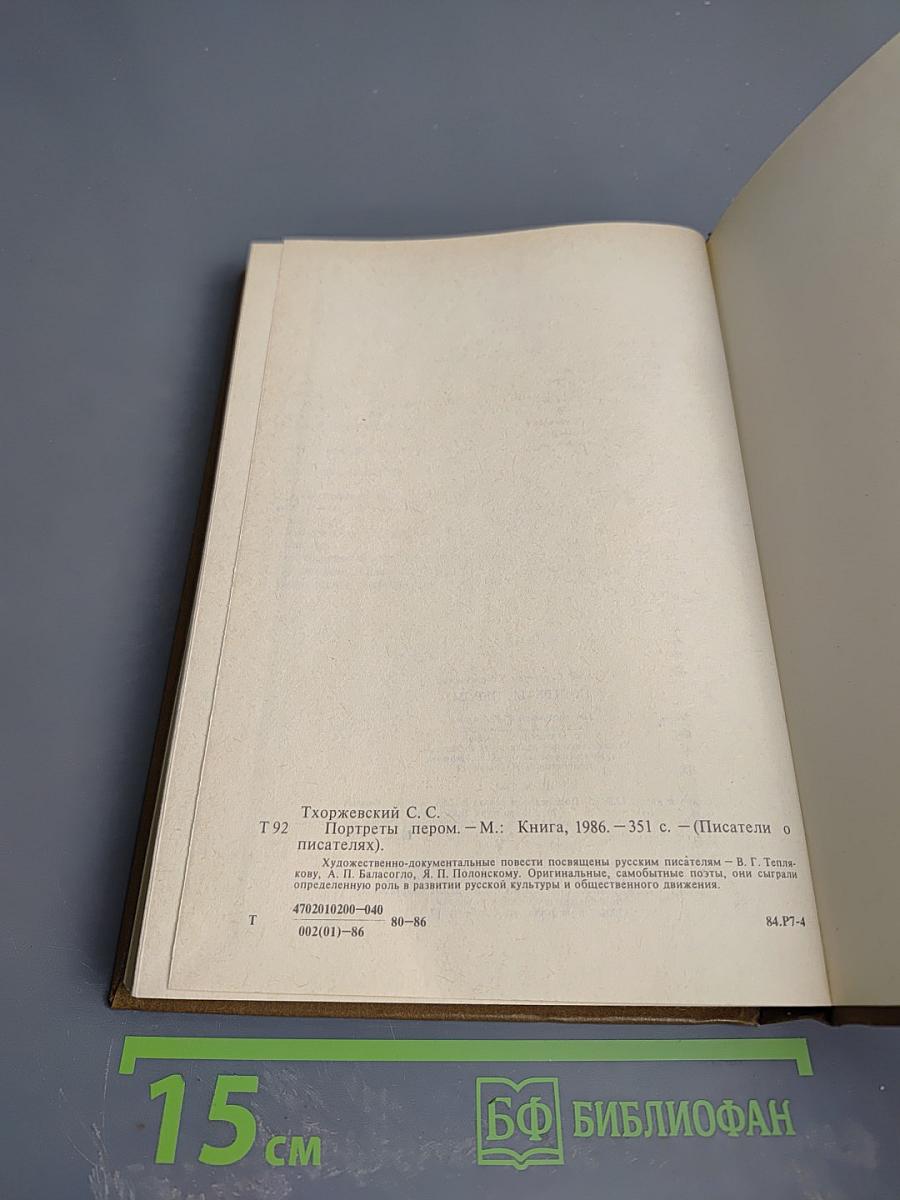 Тхоржевский С. С.
Т 92 Портреты пером. — М.: Книга, 1986. — 351 с. — (Писатели о
писателях).
Художественно-документальные повести посвящены русским писателям — В. Г. Тепля-
кову, А. П. Баласогло, Я. П. Полонскому. Оригинальные, самобытные поэты, они сыграли
определенную роль в развитии русской культуры и общественного движения.
4702010200—040
Т 80—86 84.Р7-4
002(01)—86
15 см БФ БИБЛИОФАН